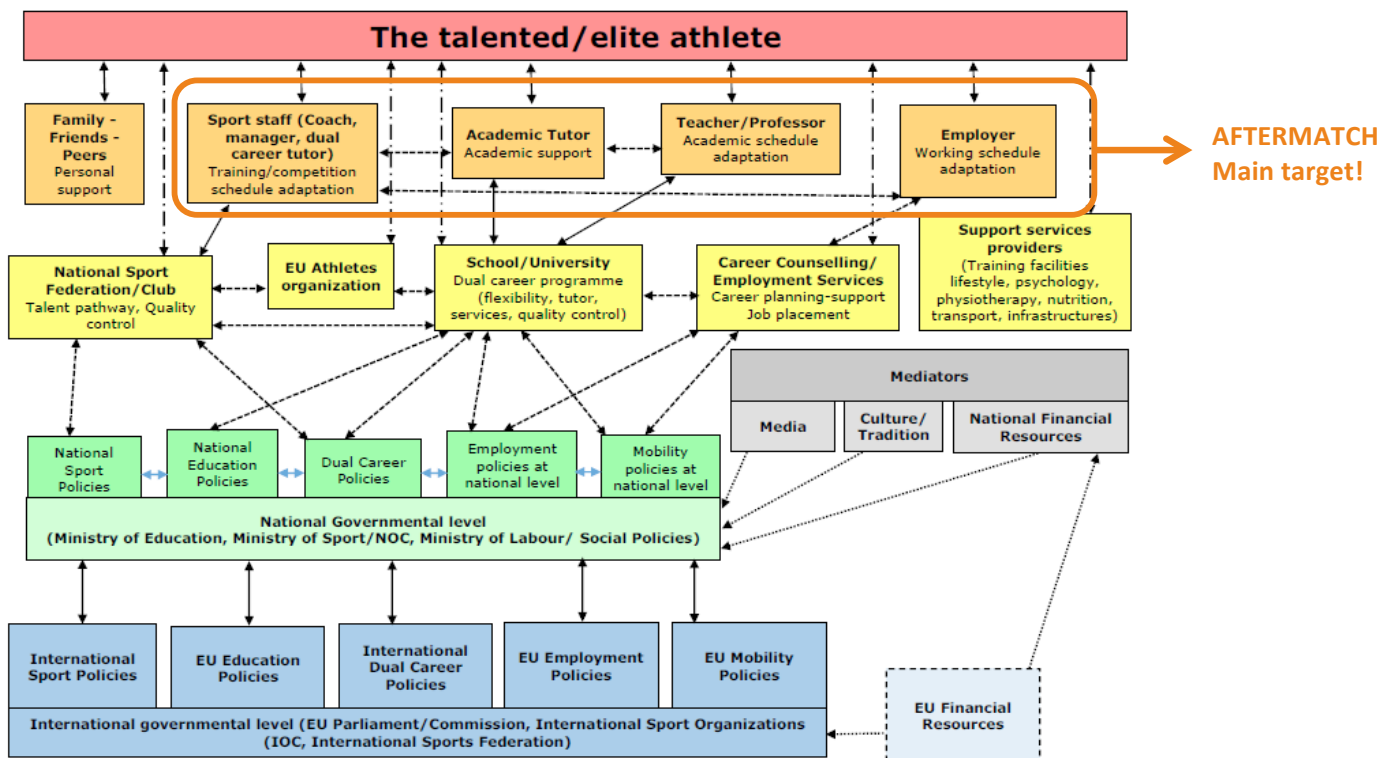 The talented/elite athlete
Family -
Friends -
Peers
Personal
support
Sport staff (Coach,
manager, dual
career tutor)
Training/competition
schedule adaptation
Academic Tutor
Academic support
Teacher/Professor
Academic schedule
adaptation
Employer
Working schedule
adaptation
AFTERMATCH
Main target!
National Sport
Federation/Club
Talent pathway, Quality
control
EU Athletes
organization
School/University
Dual career programme
(flexibility, tutor,
services, quality control)
Career Counselling/
Employment Services
Career planning-support
Job placement
Support services
providers
(Training facilities
lifestyle, psychology,
physiotherapy, nutrition,
transport, infrastructures)
Mediators
Media
Culture/
Tradition
National Financial
Resources
National
Sport
Policies
National
Education
Policies
Dual Career
Policies
Employment
policies at
national level
Mobility
policies at
national level
National Governmental level
(Ministry of Education, Ministry of Sport/NOC, Ministry of Labour/ Social Policies)
International
Sport Policies
EU Education
Policies
International
Dual Career
Policies
EU Employment
Policies
EU Mobility
Policies
International governmental level (EU Parliament/Commission, International Sport Organizations
(IOC, International Sports Federation)
EU Financial
Resources